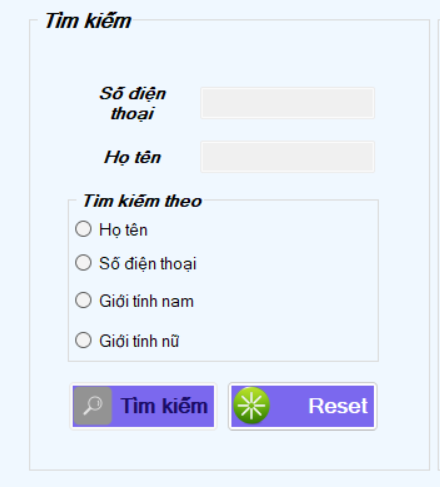 Tìm kiếm
Số điện
thoại
Họ tên
Tìm kiếm theo
Họ tên
Số điện thoại
Giới tính nam
Giới tính nữ
Tìm kiếm
Reset